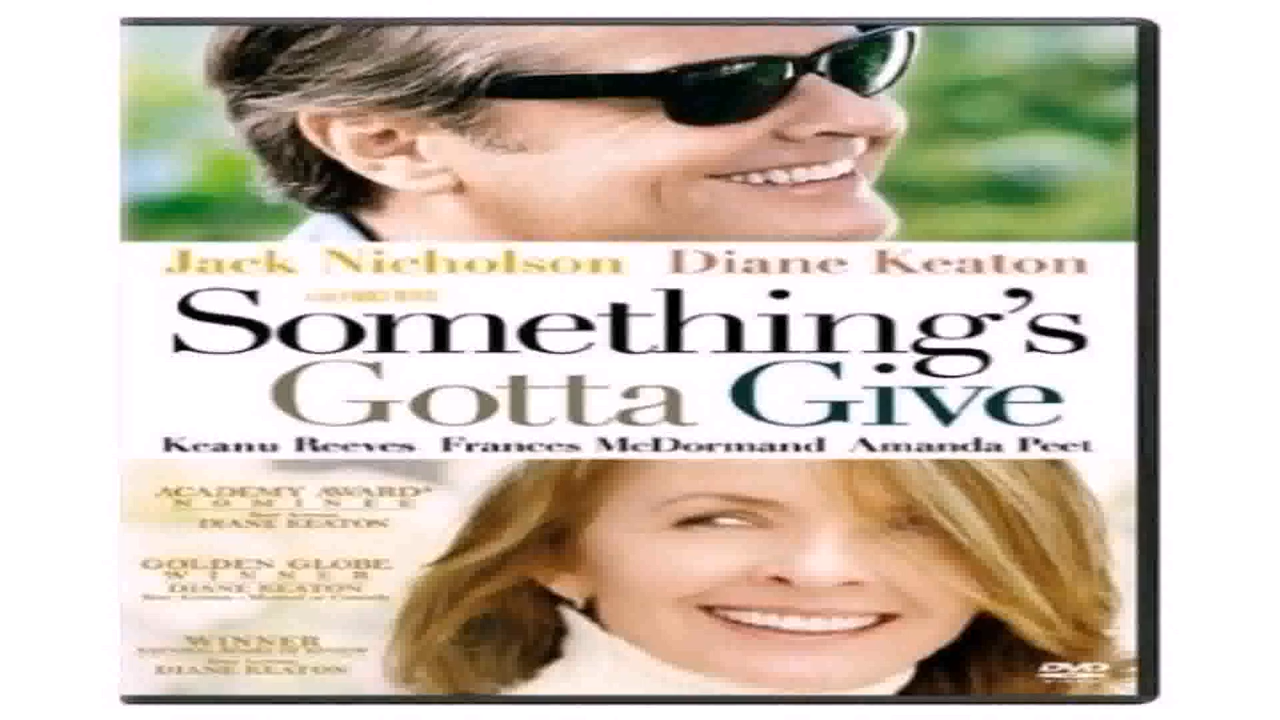 Jack Nicholson Diane Keaton
Something's
Gotta Give
Keanu Reeves Frances McDormand Amanda Peet
ACADEMY AWARD®
NOMINEE
DIANE KEATON
GOLDEN GLOBE
WINNER
DIANE KEATON
WINNER
DIANE KEATON
DVD